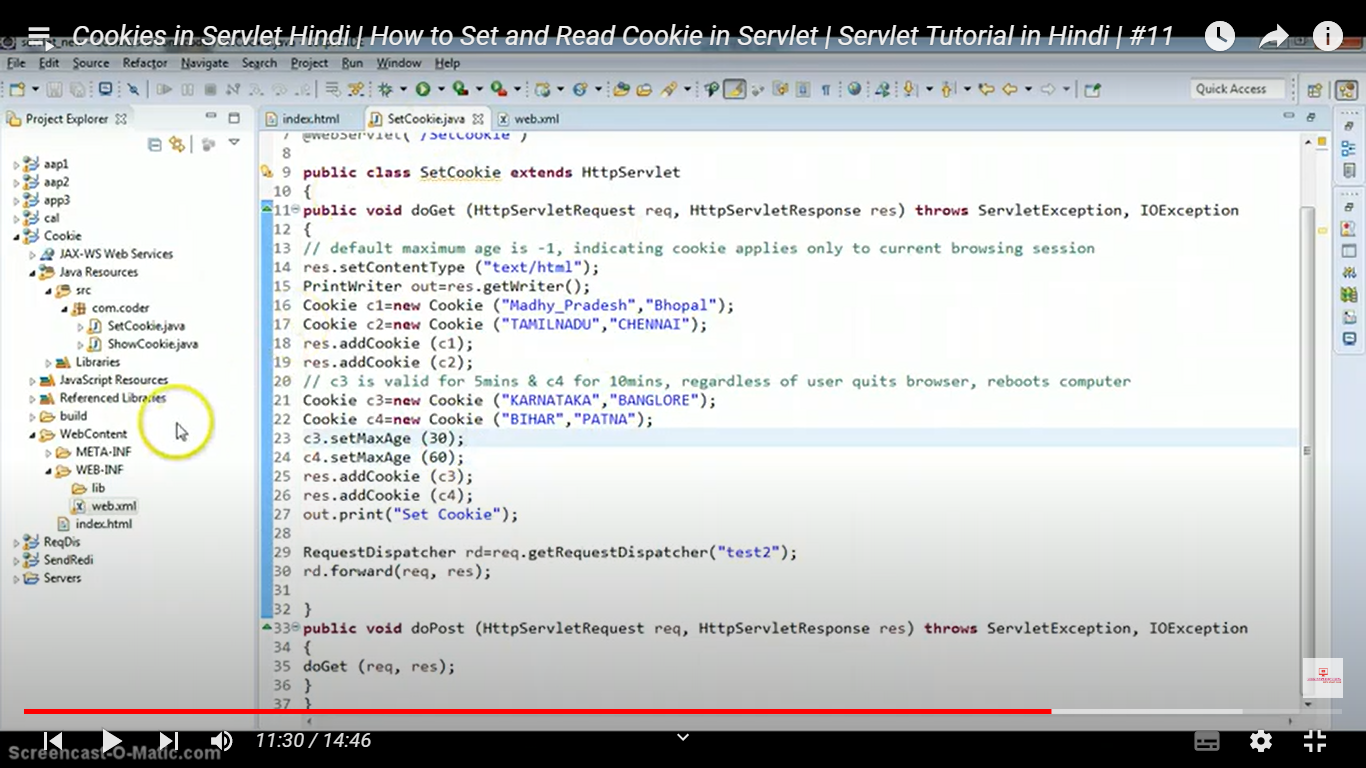 Cookies in Servlet Hindi | How to Set and Read Cookie in Servlet | Servlet Tutorial in Hindi | #11
File Edit Source Refactor Navigate Search Project Run Window Help
Quick Access
Project Explorer
aap1
aap2
app3
cal
Cookie
JAX-WS Web Services
Java Resources
src
com.coder
SetCookie.java
ShowCookie.java
Libraries
JavaScript Resources
Referenced Libraries
build
WebContent
META-INF
WEB-INF
lib
web.xml
index.html
ReqDis
SendRedi
Servers
index.html SetCookie.java web.xml
7 @WebServlet("/SetCookie")
8
9 public class SetCookie extends HttpServlet
10 {
11 public void doGet (HttpServletRequest req, HttpServletResponse res) throws ServletException, IOException
12 {
13 // default maximum age is -1, indicating cookie applies only to current browsing session
14 res.setContentType ("text/html");
15 PrintWriter out=res.getWriter();
16 Cookie c1=new Cookie ("Madhy_Pradesh","Bhopal");
17 Cookie c2=new Cookie ("TAMILNADU","CHENNAI");
18 res.addCookie (c1);
19 res.addCookie (c2);
20 // c3 is valid for 5mins & c4 for 10mins, regardless of user quits browser, reboots computer
21 Cookie c3=new Cookie ("KARNATAKA","BANGLORE");
22 Cookie c4=new Cookie ("BIHAR","PATNA");
23 c3.setMaxAge (30);
24 c4.setMaxAge (60);
25 res.addCookie (c3);
26 res.addCookie (c4);
27 out.print("Set Cookie");
28
29 RequestDispatcher rd=req.getRequestDispatcher("test2");
30 rd.forward(req, res);
31
32 }
33 public void doPost (HttpServletRequest req, HttpServletResponse res) throws ServletException, IOException
34 {
35 doGet (req, res);
36 }
37 }
11:30 / 14:46
Screencast-O-Matic.com